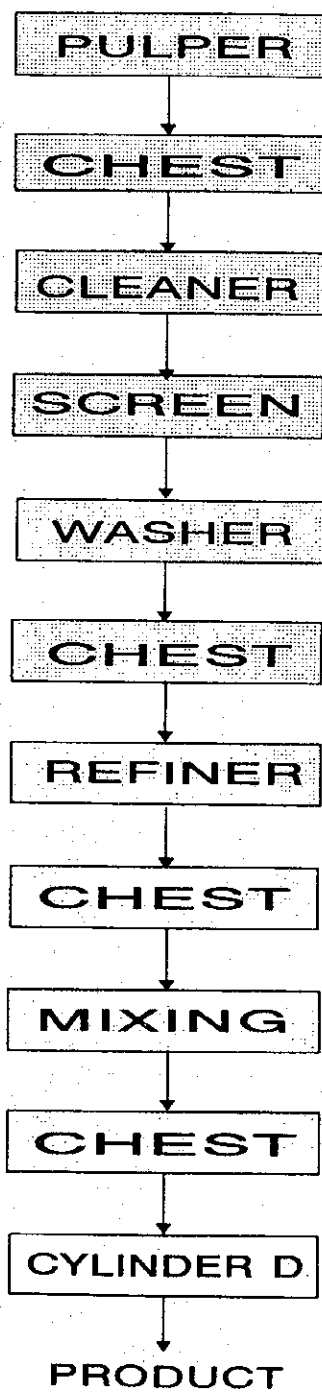 PULPER
CHEST
CLEANER
SCREEN
WASHER
CHEST
REFINER
CHEST
MIXING
CHEST
CYLINDER D
PRODUCT